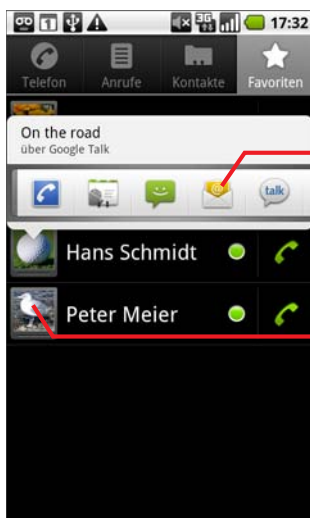 17:32
Telefon Anrufe Kontakte Favoriten
On the road
über Google Talk
talk
Hans Schmidt
Peter Meier